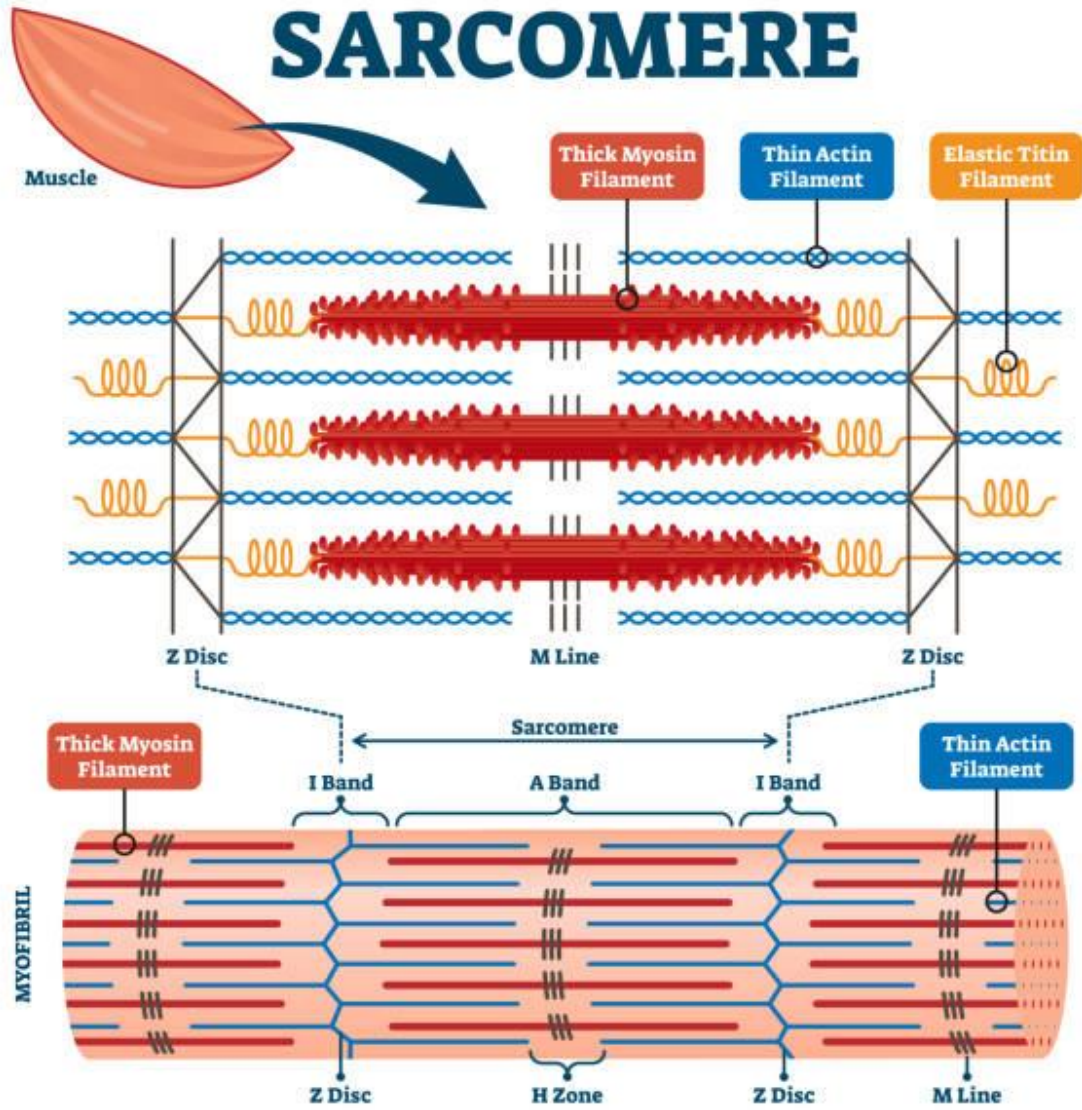 SARCOMERE
Muscle
Thick Myosin
Filament
Thin Actin
Filament
Elastic Titin
Filament
Z Disc
M Line
Z Disc
Sarcomere
Thick Myosin
Filament
Thin Actin
Filament
I Band
A Band
I Band
MYOFIBRIL
Z Disc
H Zone
Z Disc
M Line